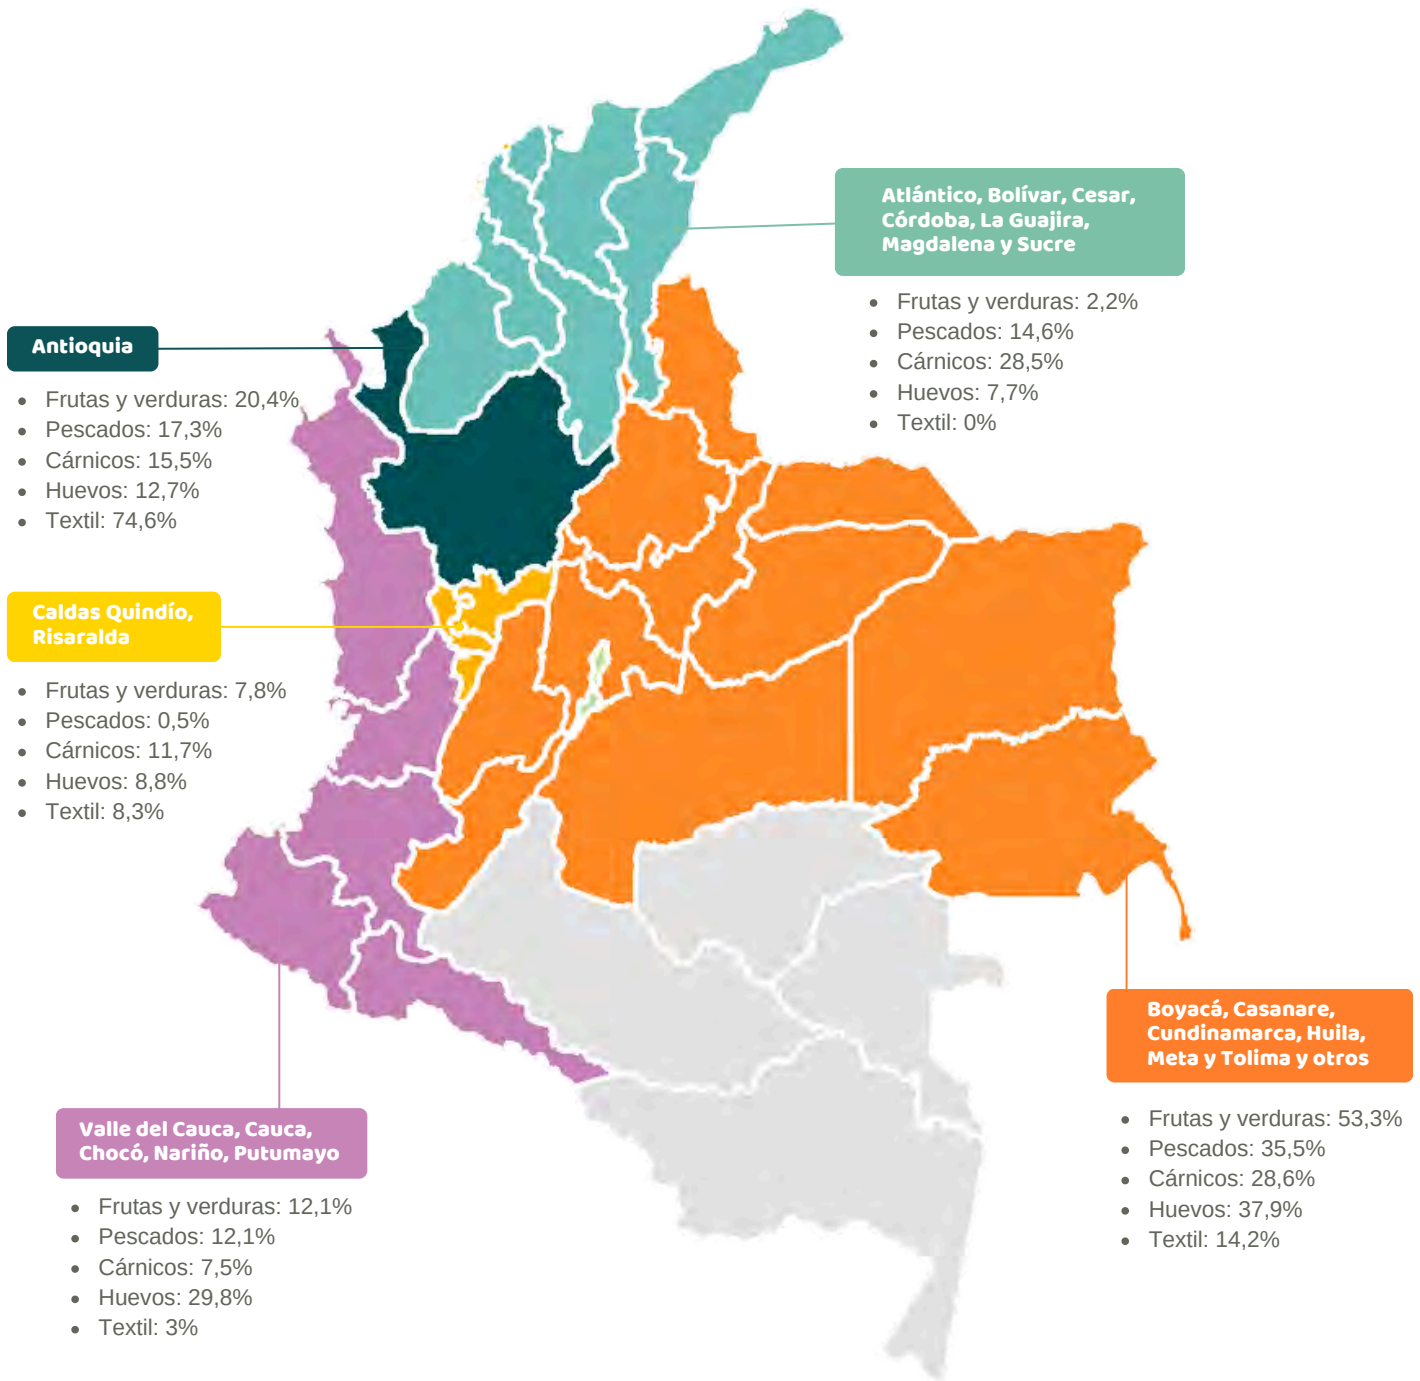 Atlántico, Bolívar, Cesar,
Córdoba, La Guajira,
Magdalena y Sucre
• Frutas y verduras: 2,2%
• Pescados: 14,6%
• Cárnicos: 28,5%
• Huevos: 7,7%
• Textil: 0%
Antioquia
• Frutas y verduras: 20,4%
• Pescados: 17,3%
• Cárnicos: 15,5%
• Huevos: 12,7%
• Textil: 74,6%
Caldas Quindío,
Risaralda
• Frutas y verduras: 7,8%
• Pescados: 0,5%
• Cárnicos: 11,7%
• Huevos: 8,8%
• Textil: 8,3%
Boyacá, Casanare,
Cundinamarca, Huila,
Meta y Tolima y otros
• Frutas y verduras: 53,3%
• Pescados: 35,5%
• Cárnicos: 28,6%
• Huevos: 37,9%
• Textil: 14,2%
Valle del Cauca, Cauca,
Chocó, Nariño, Putumayo
• Frutas y verduras: 12,1%
• Pescados: 12,1%
• Cárnicos: 7,5%
• Huevos: 29,8%
• Textil: 3%